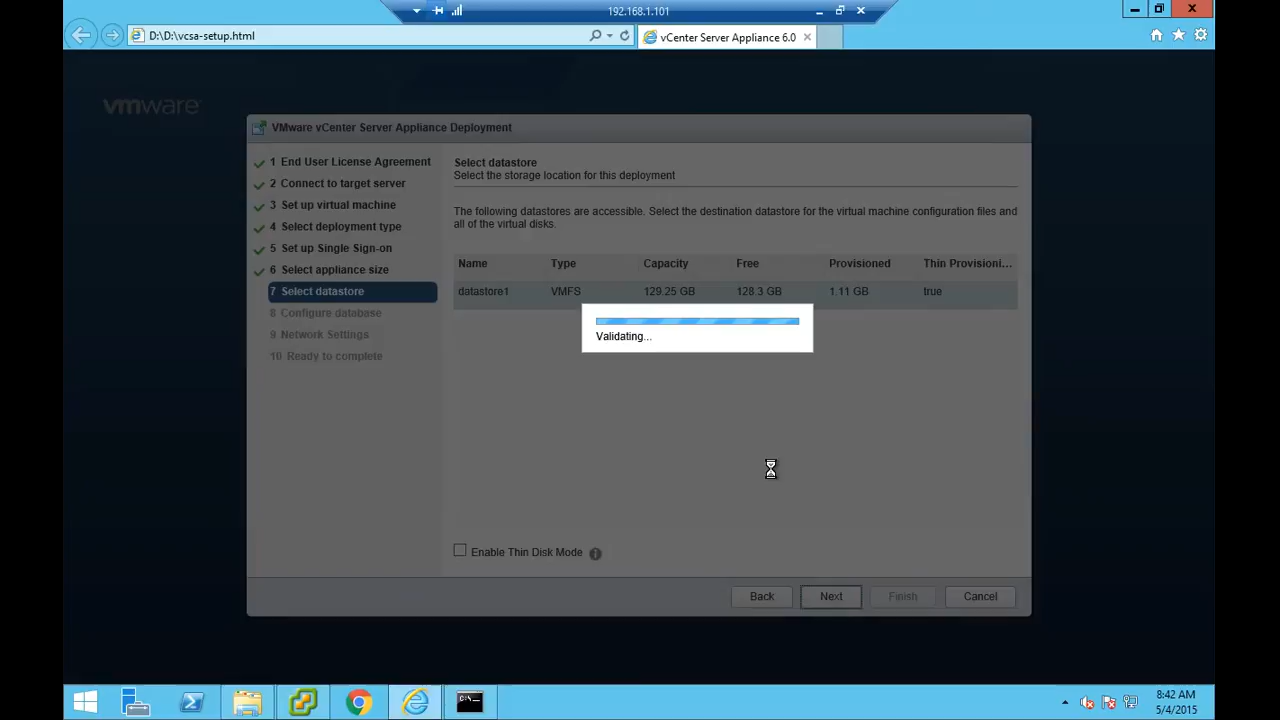 192.168.1.101
D:\D:\vcsa-setup.html
vCenter Server Appliance 6.0
vmware
VMware vCenter Server Appliance Deployment
1 End User License Agreement
2 Connect to target server
3 Set up virtual machine
4 Select deployment type
5 Set up Single Sign-on
6 Select appliance size
7 Select datastore
8 Configure database
9 Network Settings
10 Ready to complete
Select datastore
Select the storage location for this deployment
The following datastores are accessible. Select the destination datastore for the virtual machine configuration files and
all of the virtual disks.
Name Type Capacity Free Provisioned Thin Provisioni...
datastore1 VMFS 129.25 GB 128.3 GB 1.11 GB true
Validating...
Enable Thin Disk Mode
Back Next Finish Cancel
8:42 AM
5/4/2015